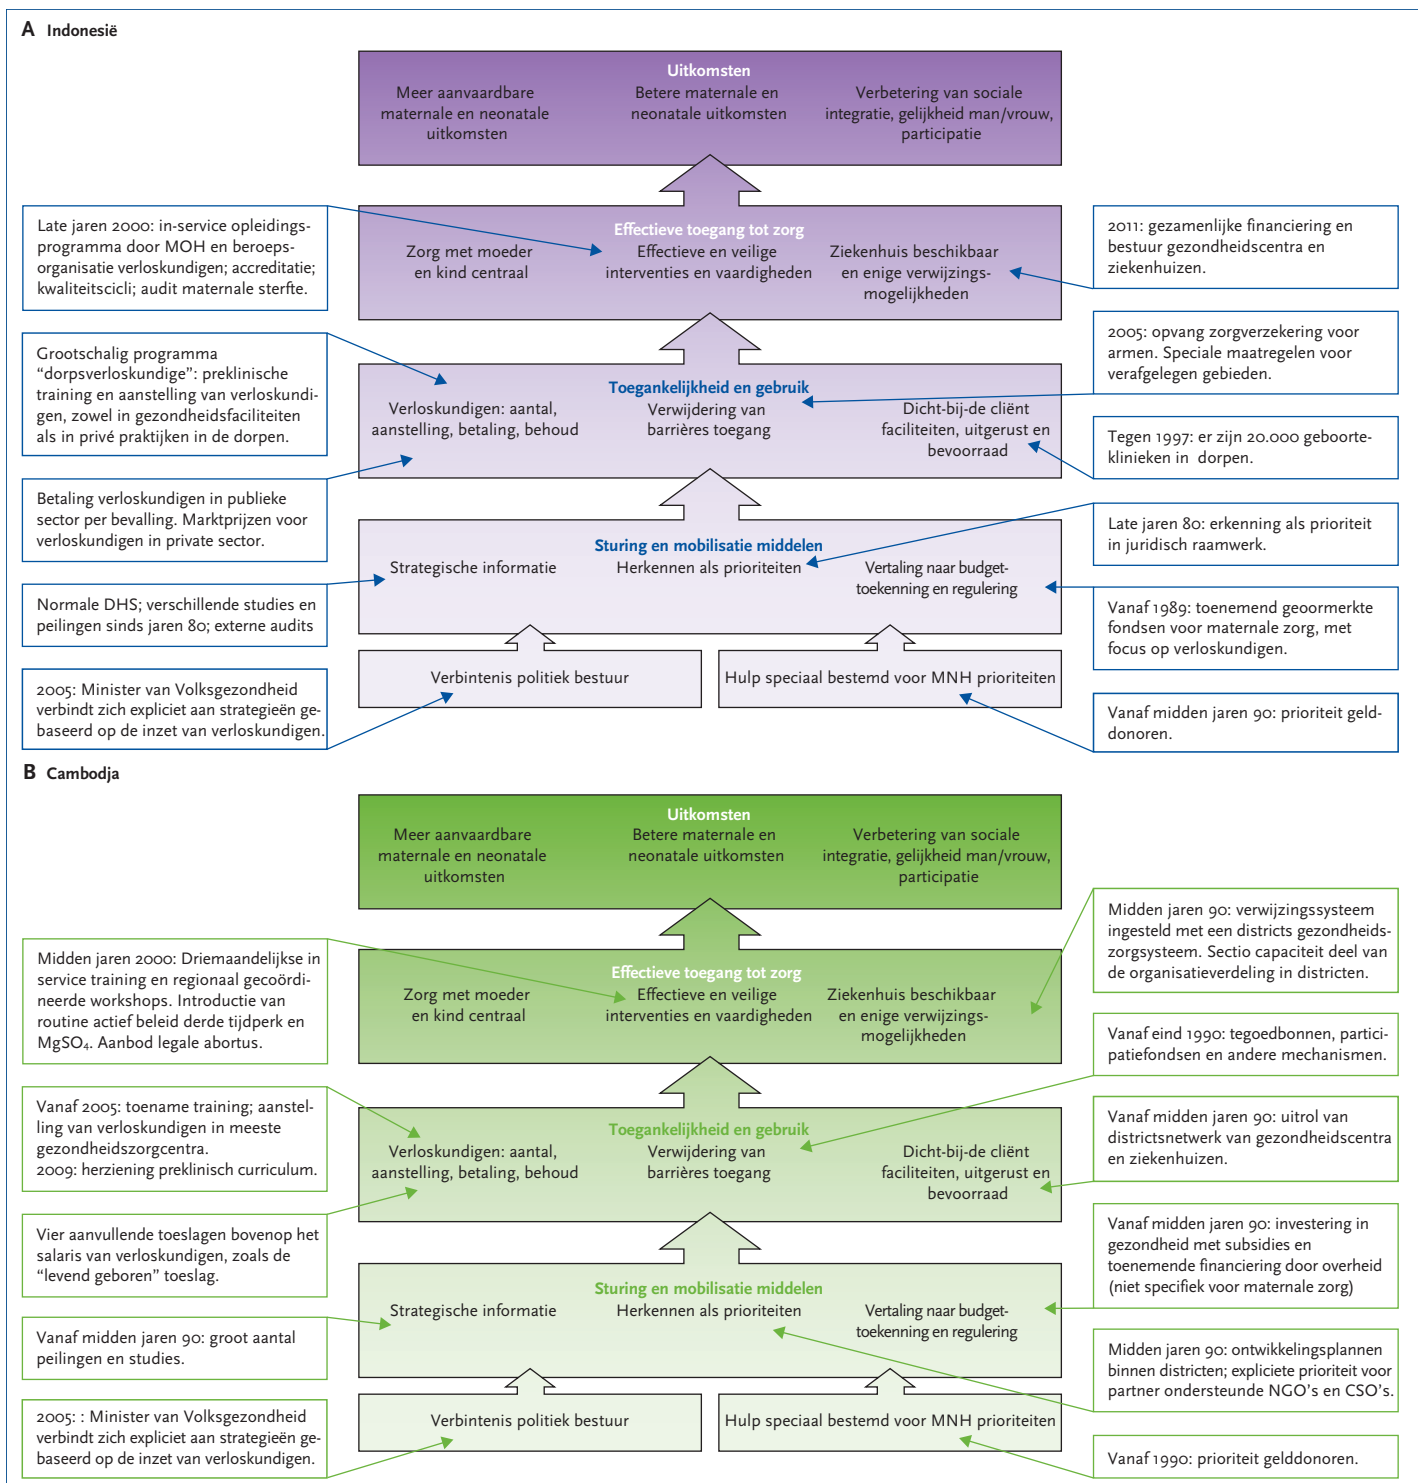 A Indonesië
Uitkomsten
Meer aanvaardbare
maternale en neonatale
uitkomsten
Betere maternale en
neonatale uitkomsten
Verbetering van sociale
integratie, gelijkheid man/vrouw,
participatie
Late jaren 2000: in-service opleidings-
programma door MOH en beroeps-
organisatie verloskundigen; accreditatie;
kwaliteitscicli; audit maternale sterfte.
Effectieve toegang tot zorg
Zorg met moeder
en kind centraal
Effectieve en veilige
interventies en vaardigheden
Ziekenhuis beschikbaar
en enige verwijzings-
mogelijkheden
2011: gezamenlijke financiering en
bestuur gezondheidscentra en
ziekenhuizen.
Grootschalig programma
“dorpsverloskundige”: preklinische
training en aanstelling van verloskundi-
gen, zowel in gezondheidsfaciliteiten
als in privé praktijken in de dorpen.
Toegankelijkheid en gebruik
Verloskundigen: aantal,
aanstelling, betaling, behoud
Verwijdering van
barrières toegang
Dicht-bij-de cliënt
faciliteiten, uitgerust en
bevoorraad
2005: opvang zorgverzekering voor
armen. Speciale maatregelen voor
verafgelegen gebieden.
Tegen 1997: er zijn 20.000 geboorte-
klinieken in dorpen.
Betaling verloskundigen in publieke
sector per bevalling. Marktprijzen voor
verloskundigen in private sector.
Sturing en mobilisatie middelen
Strategische informatie
Herkennen als prioriteiten
Vertaling naar budget-
toekenning en regulering
Late jaren 80: erkenning als prioriteit
in juridisch raamwerk.
Normale DHS; verschillende studies en
peilingen sinds jaren 80; externe audits
Vanaf 1989: toenemend geoormerkte
fondsen voor maternale zorg, met
focus op verloskundigen.
Verbintenis politiek bestuur
Hulp speciaal bestemd voor MNH prioriteiten
2005: Minister van Volksgezondheid
verbindt zich expliciet aan strategieën ge-
baseerd op de inzet van verloskundigen.
Vanaf midden jaren 90: prioriteit geld-
donoren.
B Cambodja
Uitkomsten
Meer aanvaardbare
maternale en neonatale
uitkomsten
Betere maternale en
neonatale uitkomsten
Verbetering van sociale
integratie, gelijkheid man/vrouw,
participatie
Midden jaren 90: verwijzingssysteem
ingesteld met een districts gezondheids-
zorgsysteem. Sectio capaciteit deel van
de organisatieverdeling in districten.
Midden jaren 2000: Driemaandelijkse in
service training en regionaal gecoördi-
neerde workshops. Introductie van
routine actief beleid derde tijdperk en
MgSO₄. Aanbod legale abortus.
Effectieve toegang tot zorg
Zorg met moeder
en kind centraal
Effectieve en veilige
interventies en vaardigheden
Ziekenhuis beschikbaar
en enige verwijzings-
mogelijkheden
Vanaf eind 1990: tegoedbonnen, partici-
patiefondsen en andere mechanismen.
Vanaf 2005: toename training; aanstel-
ling van verloskundigen in meeste
gezondheidszorgcentra.
2009: herziening preklinisch curriculum.
Toegankelijkheid en gebruik
Verloskundigen: aantal,
aanstelling, betaling, behoud
Verwijdering van
barrières toegang
Dicht-bij-de cliënt
faciliteiten, uitgerust en
bevoorraad
Vanaf midden jaren 90: uitrol van
districtsnetwerk van gezondheidscentra
en ziekenhuizen.
Vier aanvullende toeslagen bovenop het
salaris van verloskundigen, zoals de
“levend geboren” toeslag.
Vanaf midden jaren 90: investering in
gezondheid met subsidies en
toenemende financiering door overheid
(niet specifiek voor maternale zorg)
Sturing en mobilisatie middelen
Strategische informatie
Herkennen als prioriteiten
Vertaling naar budget-
toekenning en regulering
Vanaf midden jaren 90: groot aantal
peilingen en studies.
Midden jaren 90: ontwikkelingsplannen
binnen districten; expliciete prioriteit voor
partner ondersteunde NGO’s en CSO’s.
Verbintenis politiek bestuur
Hulp speciaal bestemd voor MNH prioriteiten
2005: : Minister van Volksgezondheid
verbindt zich expliciet aan strategieën ge-
baseerd op de inzet van verloskundigen.
Vanaf 1990: prioriteit gelddonoren.